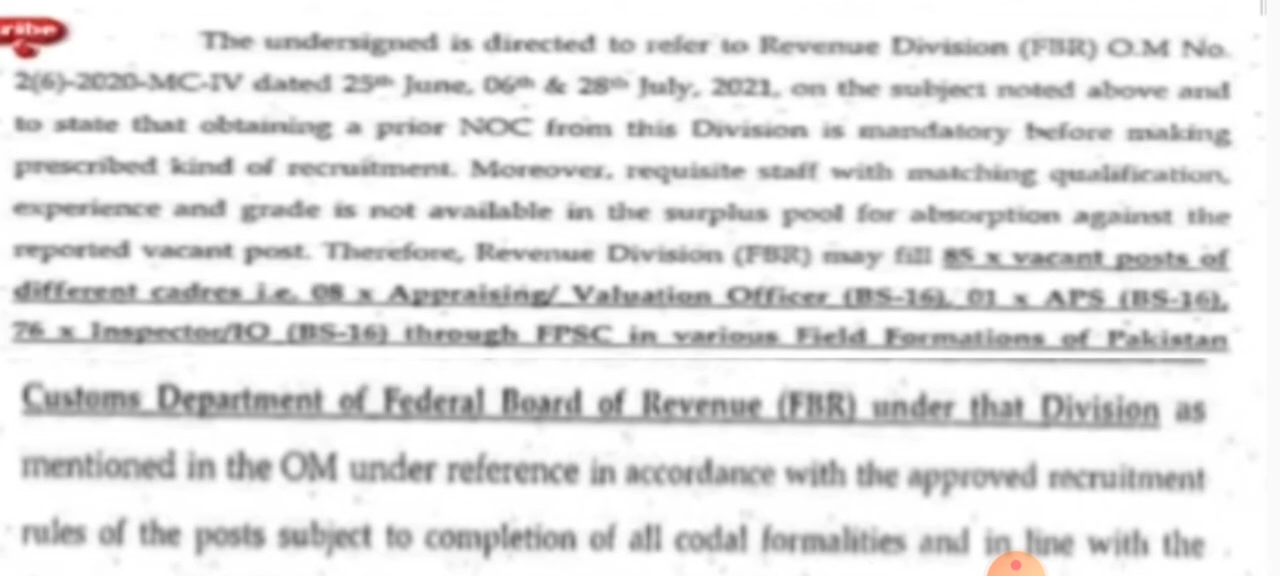 ribe
The undersigned is directed to refer to Revenue Division (FBR) O.M No.
2(6)-2020-MC-IV dated 25th June, 06th & 28th July, 2021, on the subject noted above and
to state that obtaining a prior NOC from this Division is mandatory before making
prescribed kind of recruitment. Moreover, requisite staff with matching qualification,
experience and grade is not available in the surplus pool for absorption against the
reported vacant post. Therefore, Revenue Division (FBR) may fill 85 x vacant posts of
different cadres i.e. 08 x Appraising/ Valuation Officer (BS-16), 01 x APS (BS-16),
76 x Inspector/IO (BS-16) through FPSC in various Field Formations of Pakistan
Customs Department of Federal Board of Revenue (FBR) under that Division as
mentioned in the OM under reference in accordance with the approved recruitment
rules of the posts subject to completion of all codal formalities and in line with the